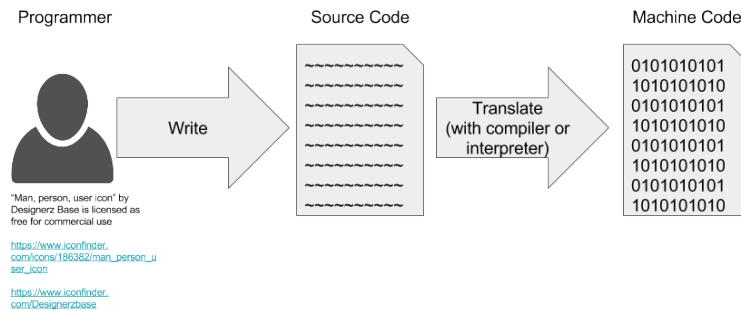 Programmer
Source Code
Machine Code
Write
~~~~~~~~~~
~~~~~~~~~~
~~~~~~~~~~
~~~~~~~~~~
~~~~~~~~~~
~~~~~~~~~~
~~~~~~~~~~
~~~~~~~~~~
Translate
(with compiler or
interpreter)
0101010101
1010101010
0101010101
1010101010
0101010101
1010101010
0101010101
1010101010
"Man, person, user icon" by
Designerz Base is licensed as
free for commercial use
https://www.iconfinder.
com/icons/186382/man_person_u
ser_icon
https://www.iconfinder.
com/Designerzbase